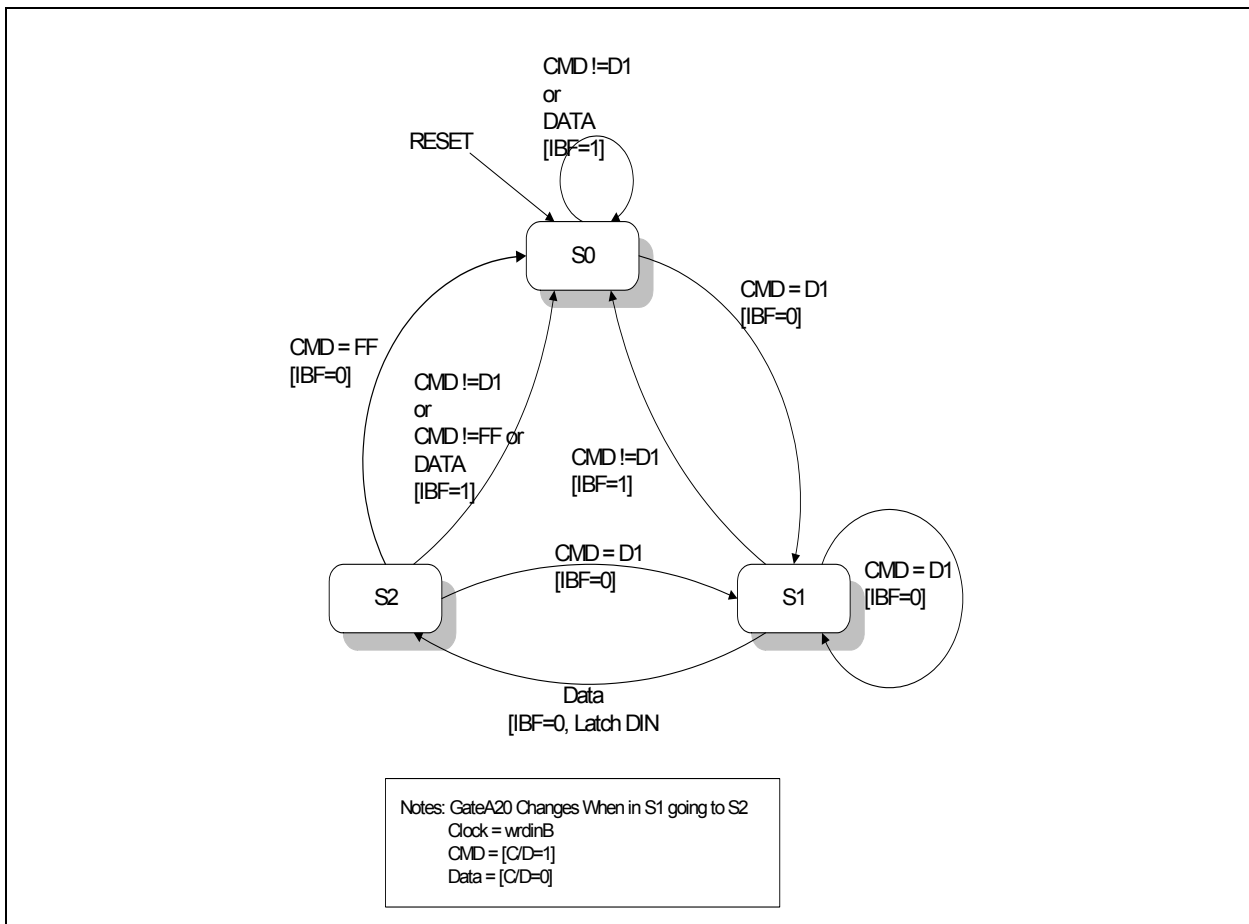 CMD !=D1
or
DATA
[IBF=1]
RESET
S0
CMD = D1
[IBF=0]
CMD = FF
[IBF=0]
CMD !=D1
or
CMD !=FF or
DATA
[IBF=1]
CMD !=D1
[IBF=1]
CMD = D1
[IBF=0]
CMD = D1
[IBF=0]
S2
S1
Data
[IBF=0, Latch DIN
Notes: GateA20 Changes When in S1 going to S2
Clock = wrdinB
CMD = [C/D=1]
Data = [C/D=0]